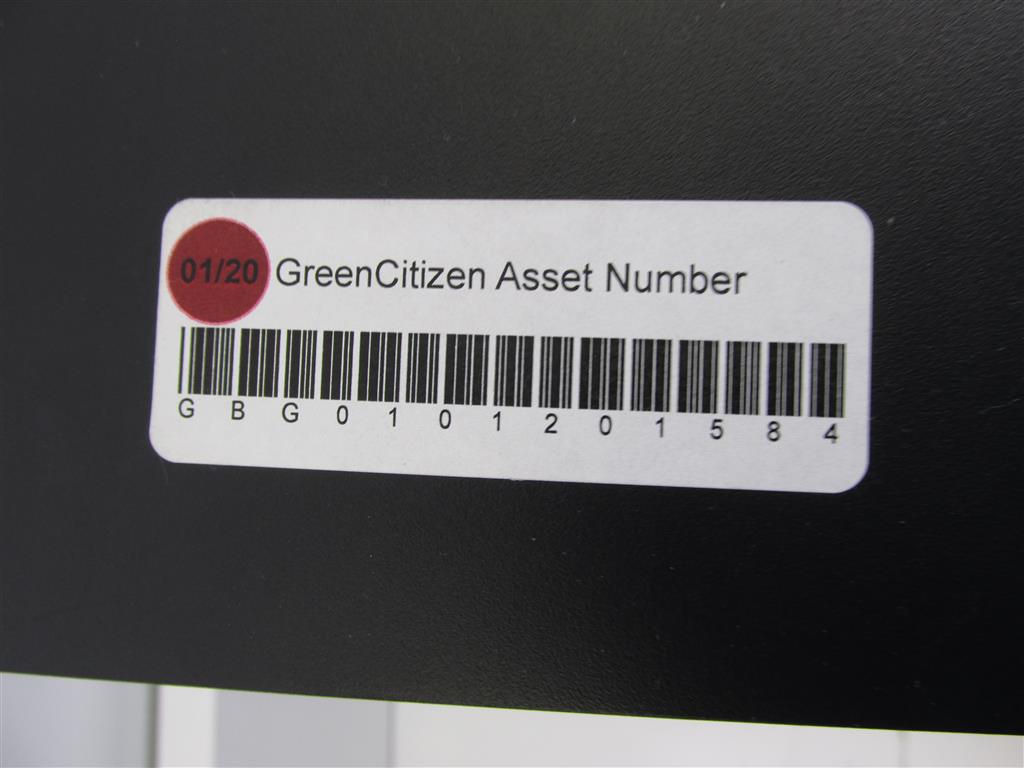 01/20 GreenCitizen Asset Number
G B G 0 1 0 1 2 0 1 5 8 4